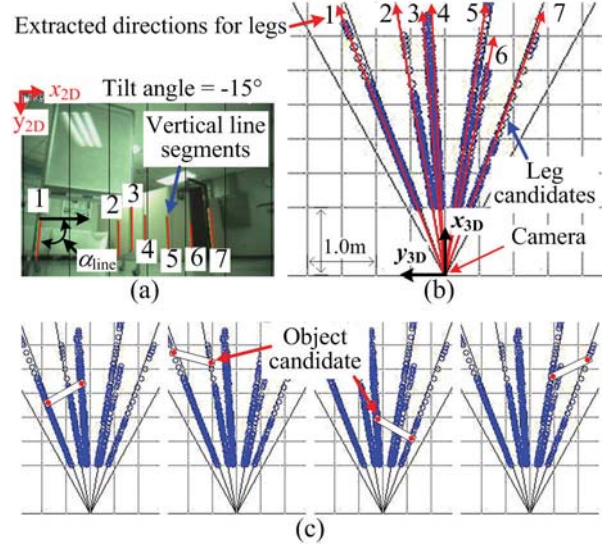 Extracted directions for legs
1 2 3 4 5 7
6
Leg
candidates
1.0m
x3D
y3D
Camera
(b)
x2D
y2D
Tilt angle = -15°
Vertical line
segments
1 2 3 4 5 6 7
αline
(a)
Object
candidate
(c)